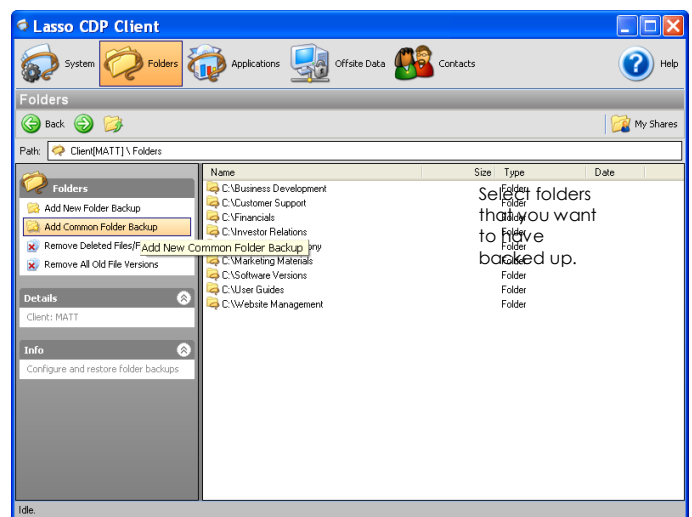 Lasso CDP Client
System
Folders
Applications
Offsite Data
Contacts
Help
Folders
Back
My Shares
Path:
Client[MATT] \ Folders
Folders
Add New Folder Backup
Add Common Folder Backup
Remove Deleted Files/F
Add New Common Folder Backup
Remove All Old File Versions
Details
Client: MATT
Info
Configure and restore folder backups
Name Size Type Date
C:\Business Development Folder
C:\Customer Support Folder
C:\Financials Folder
C:\Investor Relations Folder
Folder
C:\Marketing Materials Folder
C:\Software Versions Folder
C:\User Guides Folder
C:\Website Management Folder
Select folders
that you want
to have
backed up.
Idle.